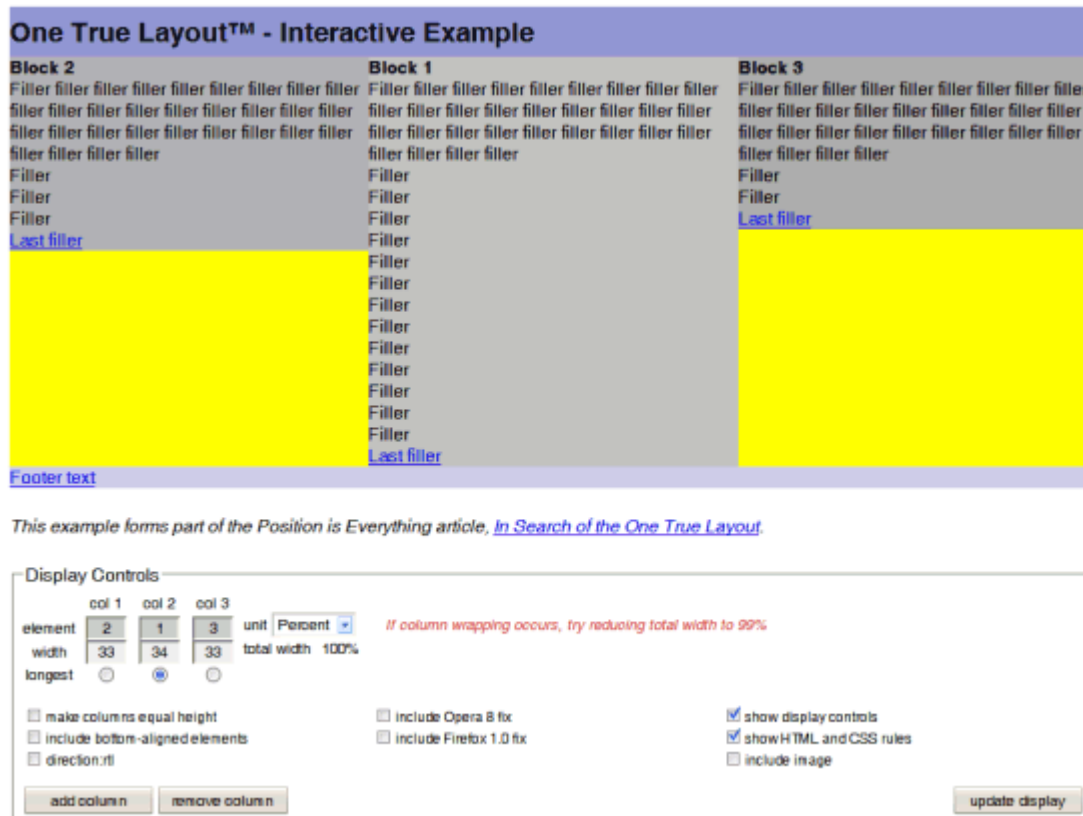 One True Layout™ - Interactive Example
Block 2
Filler filler filler filler filler filler filler filler filler
filler filler filler filler filler filler filler filler filler
filler filler filler filler filler filler filler filler filler
filler filler filler filler
Filler
Filler
Filler
Last filler
Block 1
Filler filler filler filler filler filler filler filler filler
filler filler filler filler filler filler filler filler filler
filler filler filler filler filler filler filler filler filler
filler filler filler filler
Filler
Filler
Filler
Filler
Filler
Filler
Filler
Filler
Filler
Filler
Filler
Filler
Filler
Last filler
Block 3
Filler filler filler filler filler filler filler filler fille
filler filler filler filler filler filler filler filler filler
filler filler filler filler filler filler filler filler filler
filler filler filler filler
Filler
Filler
Last filler
Footer text
This example forms part of the Position is Everything article, In Search of the One True Layout.
Display Controls
col 1 col 2 col 3
element 2 1 3 unit Percent If column wrapping occurs, try reducing total width to 99%
width 33 34 33 total width 100%
longest
make columns equal height
include bottom-aligned elements
direction:rtl
include Opera 8 fix
include Firefox 1.0 fix
show display controls
show HTML and CSS rules
include image
add column remove column update display